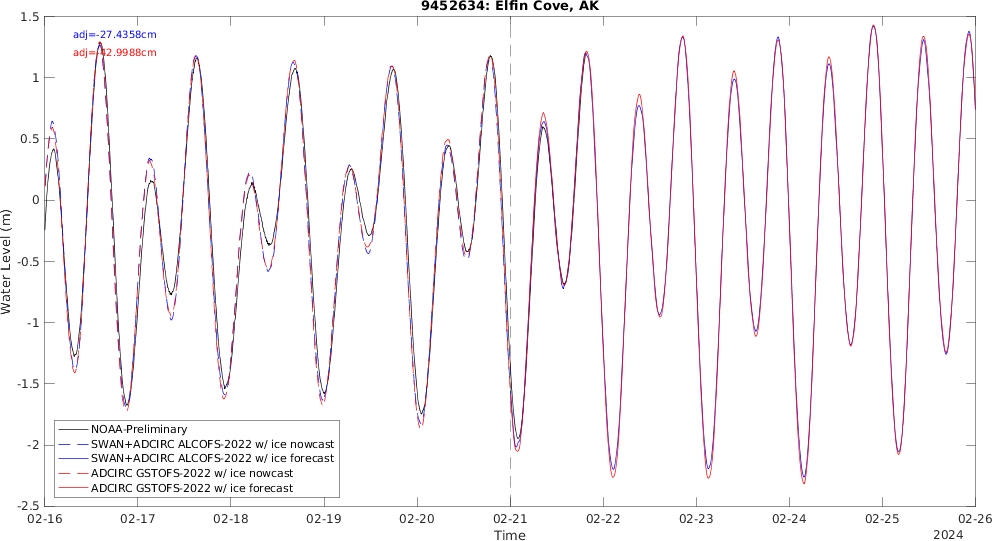 9452634: Elfin Cove, AK
adj=-27.4358cm
adj=-42.9988cm
Water Level (m)
1.5
1
0.5
0
-0.5
-1
-1.5
-2
-2.5
NOAA-Preliminary
SWAN+ADCIRC ALCOFS-2022 w/ ice nowcast
SWAN+ADCIRC ALCOFS-2022 w/ ice forecast
ADCIRC GSTOFS-2022 w/ ice nowcast
ADCIRC GSTOFS-2022 w/ ice forecast
02-16 02-17 02-18 02-19 02-20 02-21 02-22 02-23 02-24 02-25 02-26
Time
2024